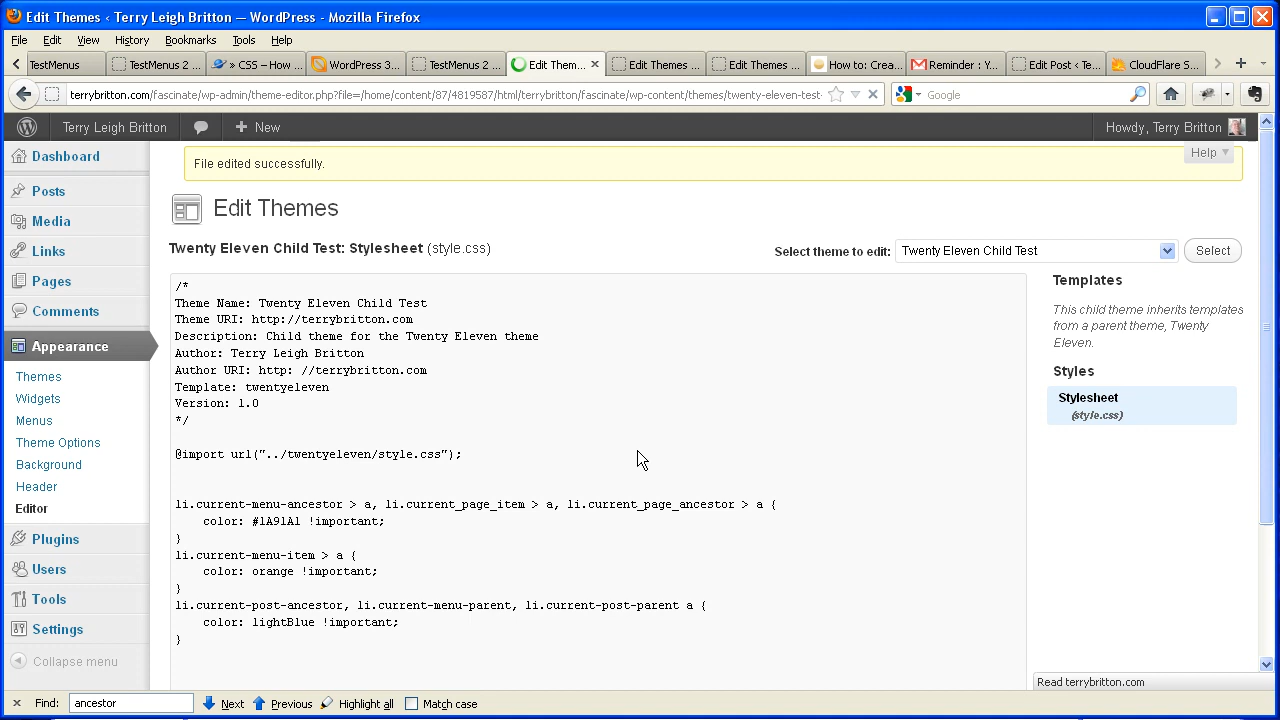 Edit Themes ‹ Terry Leigh Britton — WordPress - Mozilla Firefox
File Edit View History Bookmarks Tools Help
TestMenus TestMenus 2 ... » CSS – How ... WordPress 3... TestMenus 2 ... Edit Them... Edit Themes ... Edit Themes ... How to: Crea... Reminder : Y... Edit Post ‹ Te... CloudFlare S...
terrybritton.com/fascinate/wp-admin/theme-editor.php?file=/home/content/87/4819587/html/terrybritton/fascinate/wp-content/themes/twenty-eleven-test- Google
Terry Leigh Britton New Howdy, Terry Britton
Help
File edited successfully.
Edit Themes
Twenty Eleven Child Test: Stylesheet (style.css)
Select theme to edit: Twenty Eleven Child Test Select
Dashboard
Posts
Media
Links
Pages
Comments
Appearance
Themes
Widgets
Menus
Theme Options
Background
Header
Editor
Plugins
Users
Tools
Settings
Collapse menu
/*
Theme Name: Twenty Eleven Child Test
Theme URI: http://terrybritton.com
Description: Child theme for the Twenty Eleven theme
Author: Terry Leigh Britton
Author URI: http: //terrybritton.com
Template: twentyeleven
Version: 1.0
*/
@import url("../twentyeleven/style.css");
li.current-menu-ancestor > a, li.current_page_item > a, li.current_page_ancestor > a {
color: #1A91A1 !important;
}
li.current-menu-item > a {
color: orange !important;
}
li.current-post-ancestor, li.current-menu-parent, li.current-post-parent a {
color: lightBlue !important;
}
Templates
This child theme inherits templates
from a parent theme, Twenty
Eleven.
Styles
Stylesheet
(style.css)
Read terrybritton.com
Find: ancestor Next Previous Highlight all Match case